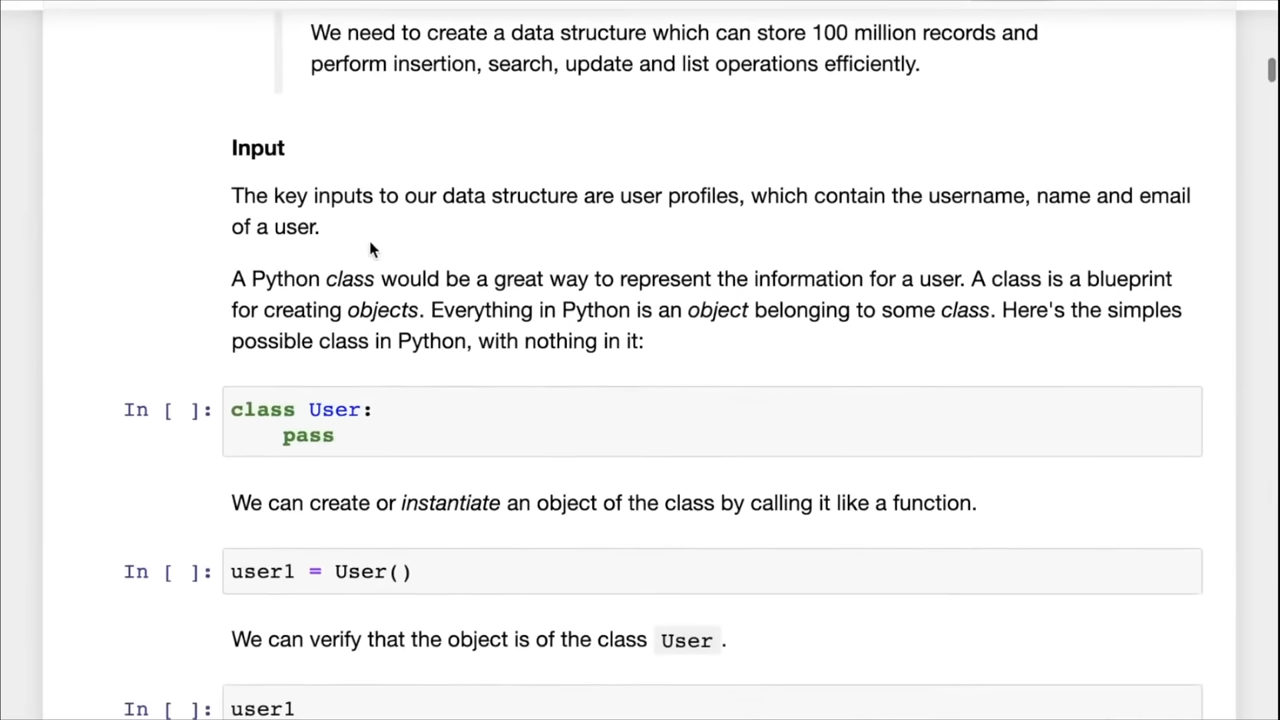 We need to create a data structure which can store 100 million records and
perform insertion, search, update and list operations efficiently.
Input
The key inputs to our data structure are user profiles, which contain the username, name and email
of a user.
A Python class would be a great way to represent the information for a user. A class is a blueprint
for creating objects. Everything in Python is an object belonging to some class. Here's the simples
possible class in Python, with nothing in it:
In [ ]: class User:
pass
We can create or instantiate an object of the class by calling it like a function.
In [ ]: user1 = User()
We can verify that the object is of the class User .
In [ ]: user1